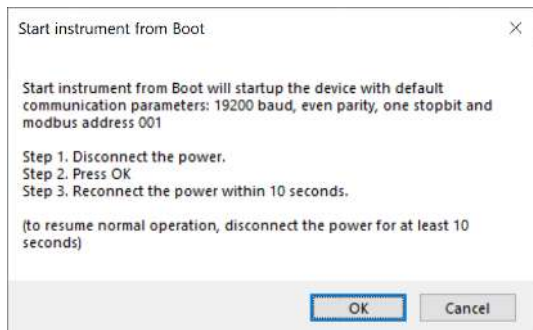 Start instrument from Boot
Start instrument from Boot will startup the device with default
communication parameters: 19200 baud, even parity, one stopbit and
modbus address 001
Step 1. Disconnect the power.
Step 2. Press OK
Step 3. Reconnect the power within 10 seconds.
(to resume normal operation, disconnect the power for at least 10
seconds)
OK
Cancel